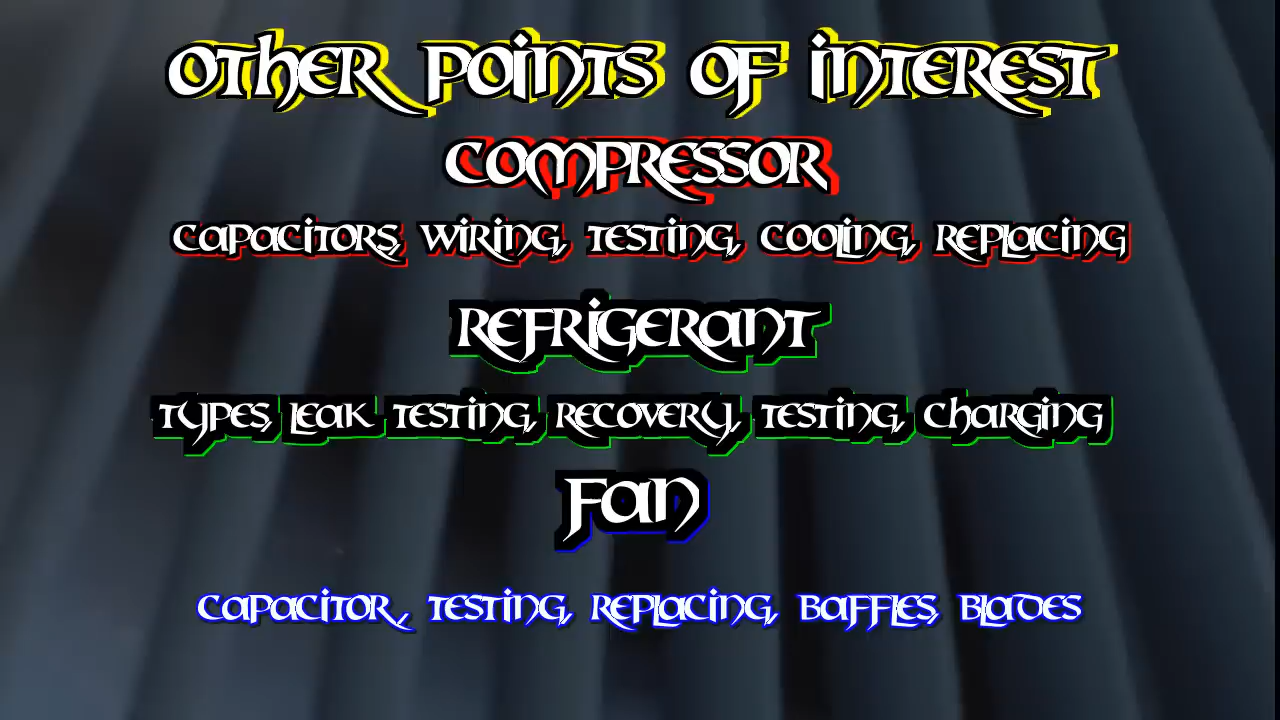 Other Points of Interest
Compressor
Capacitors, Wiring, Testing, Cooling, Replacing
Refrigerant
Types, Leak Testing, Recovery, Testing, Charging
Fan
Capacitor, Testing, Replacing, Baffles, Blades